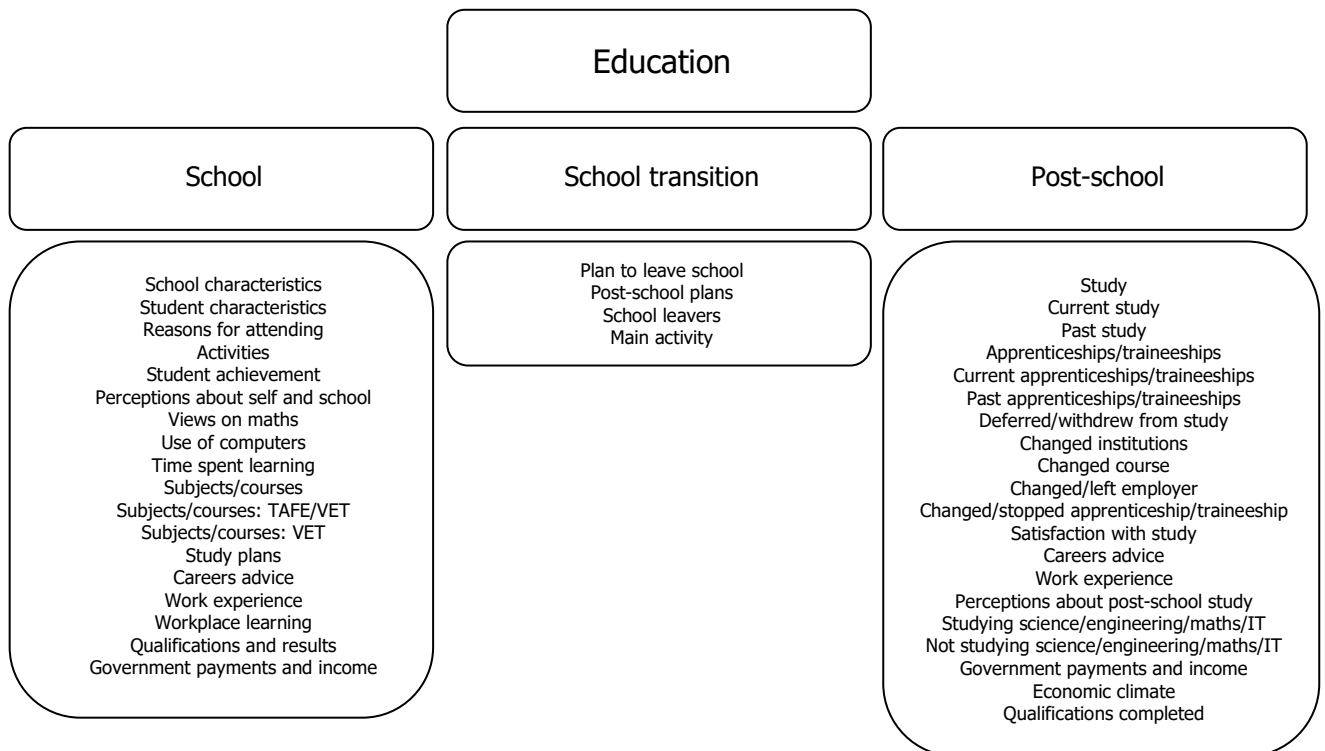 Education
School
School transition
Post-school
School characteristics
Student characteristics
Reasons for attending
Activities
Student achievement
Perceptions about self and school
Views on maths
Use of computers
Time spent learning
Subjects/courses
Subjects/courses: TAFE/VET
Subjects/courses: VET
Study plans
Careers advice
Work experience
Workplace learning
Qualifications and results
Government payments and income
Plan to leave school
Post-school plans
School leavers
Main activity
Study
Current study
Past study
Apprenticeships/traineeships
Current apprenticeships/traineeships
Past apprenticeships/traineeships
Deferred/withdrew from study
Changed institutions
Changed course
Changed/left employer
Changed/stopped apprenticeship/traineeship
Satisfaction with study
Careers advice
Work experience
Perceptions about post-school study
Studying science/engineering/maths/IT
Not studying science/engineering/maths/IT
Government payments and income
Economic climate
Qualifications completed